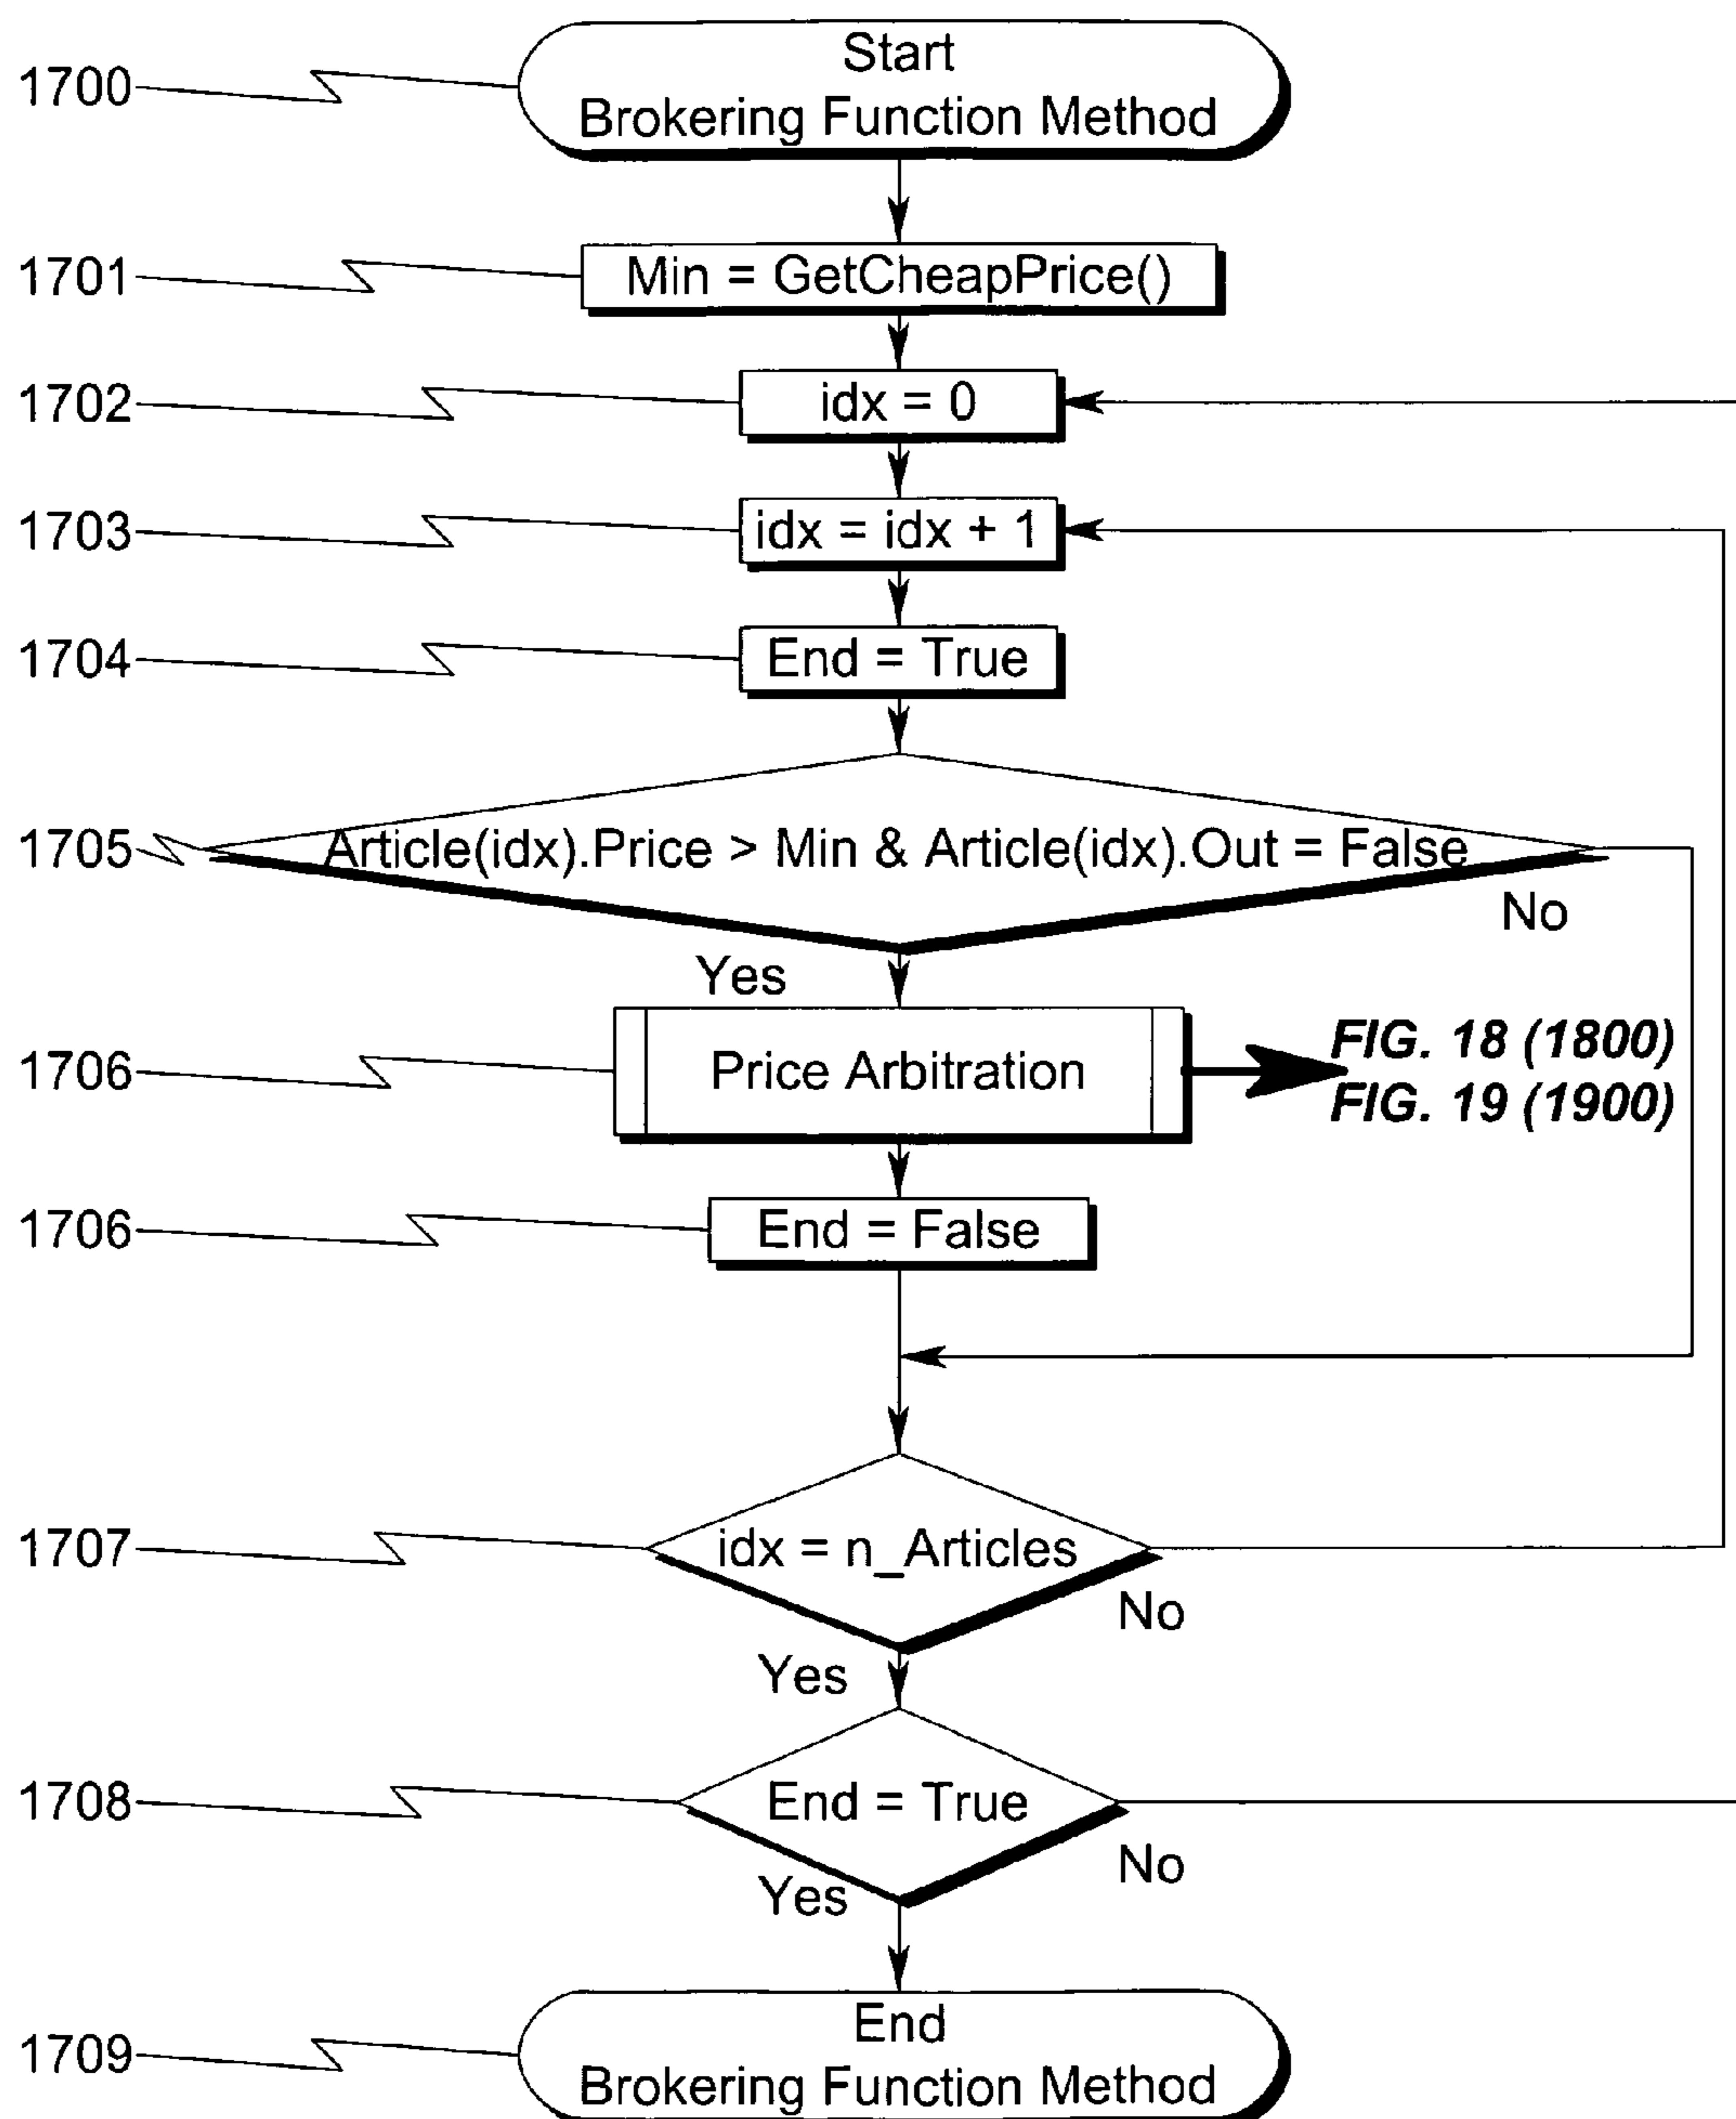 1700
Start
Brokering Function Method
1701
Min = GetCheapPrice()
1702
idx = 0
1703
idx = idx + 1
1704
End = True
1705
Article(idx).Price > Min & Article(idx).Out = False
No
Yes
1706
Price Arbitration
FIG. 18 (1800)
FIG. 19 (1900)
1706
End = False
1707
idx = n_Articles
No
Yes
1708
End = True
No
Yes
1709
End
Brokering Function Method